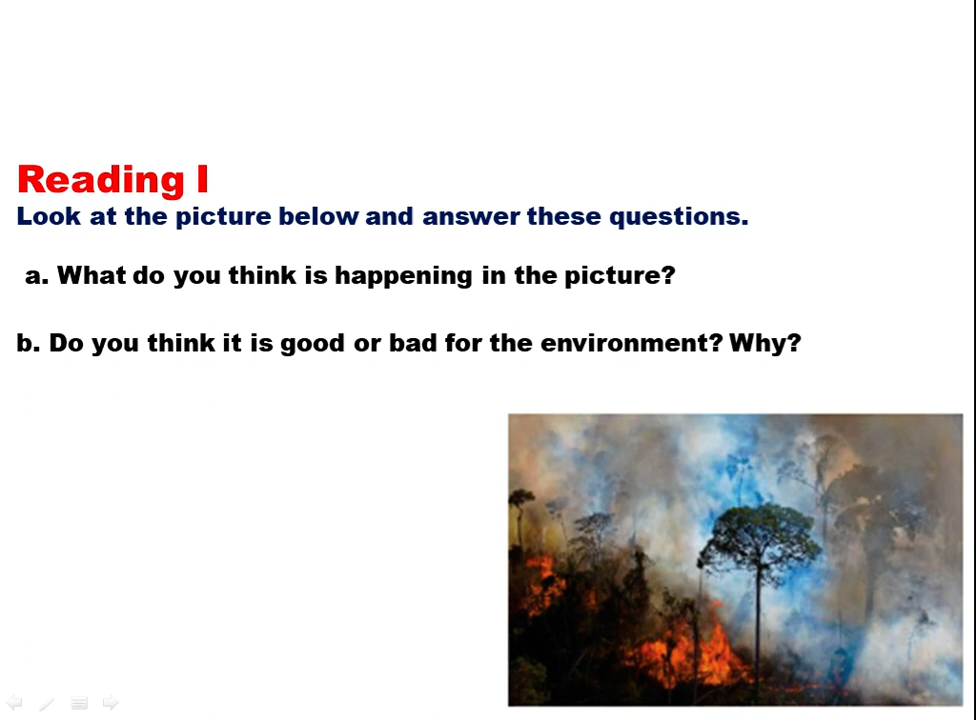 Reading I
Look at the picture below and answer these questions.
a. What do you think is happening in the picture?
b. Do you think it is good or bad for the environment? Why?